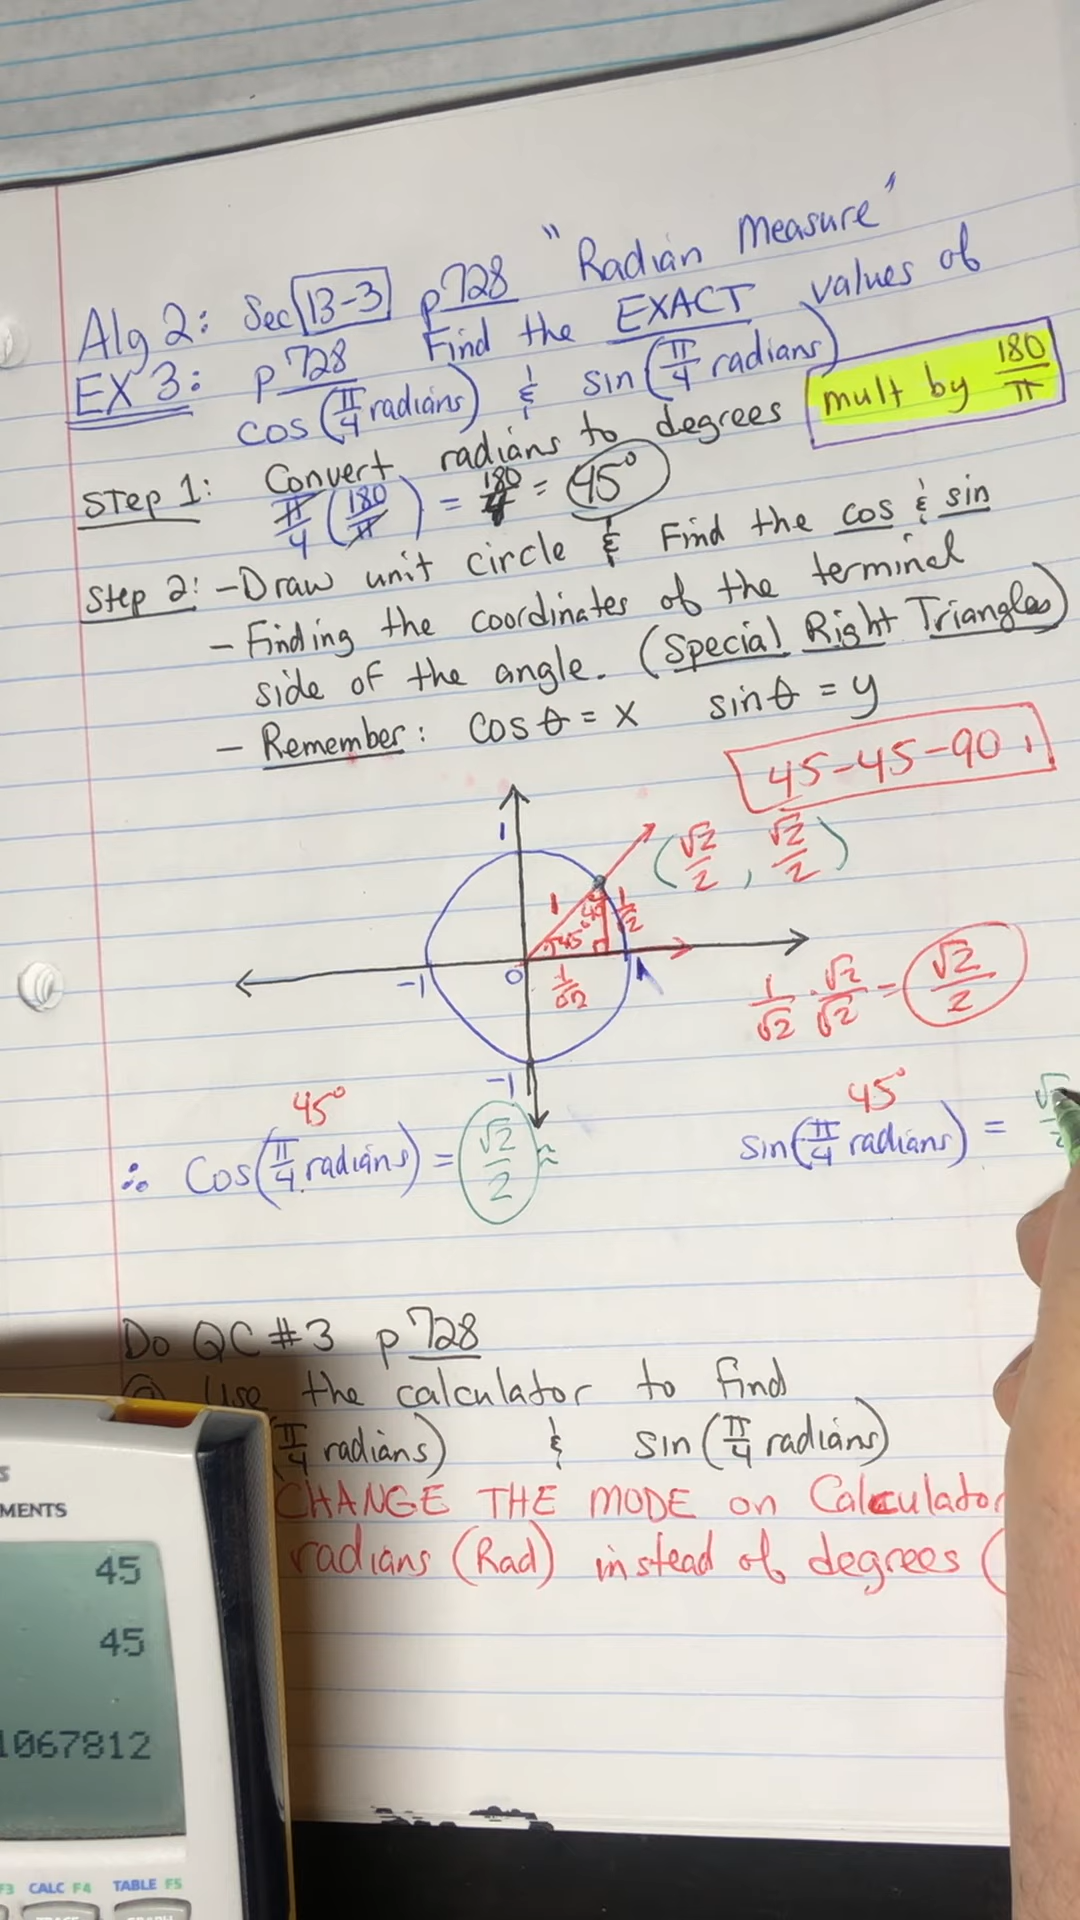 Alg 2: Sec 13-3 p728 "Radian Measure"
EX 3: p728 Find the EXACT values of
cos(π/4 radians) & sin(π/4 radians)
mult by 180/π
Step 1: Convert radians to degrees
π/4 (180/π) = 180/4 = 45°
Step 2: - Draw unit circle & Find the cos & sin
- Finding the coordinates of the terminal
side of the angle. (Special Right Triangles)
- Remember: cos θ = x sin θ = y
45-45-90
1
(√2/2, √2/2)
1 45 1/√2
45
-1 0 1/√2 1
1/√2 · √2/√2 = √2/2
-1
45° 45°
∴ Cos(π/4 radians) = √2/2 ≈ sin(π/4 radians) = √2/2
Do QC #3 p728
Use the calculator to find
π/4 radians) & sin(π/4 radians)
CHANGE THE MODE on Calculator
radians (Rad) instead of degrees (
MENTS
45
45
1067812
F3 CALC F4 TABLE F5